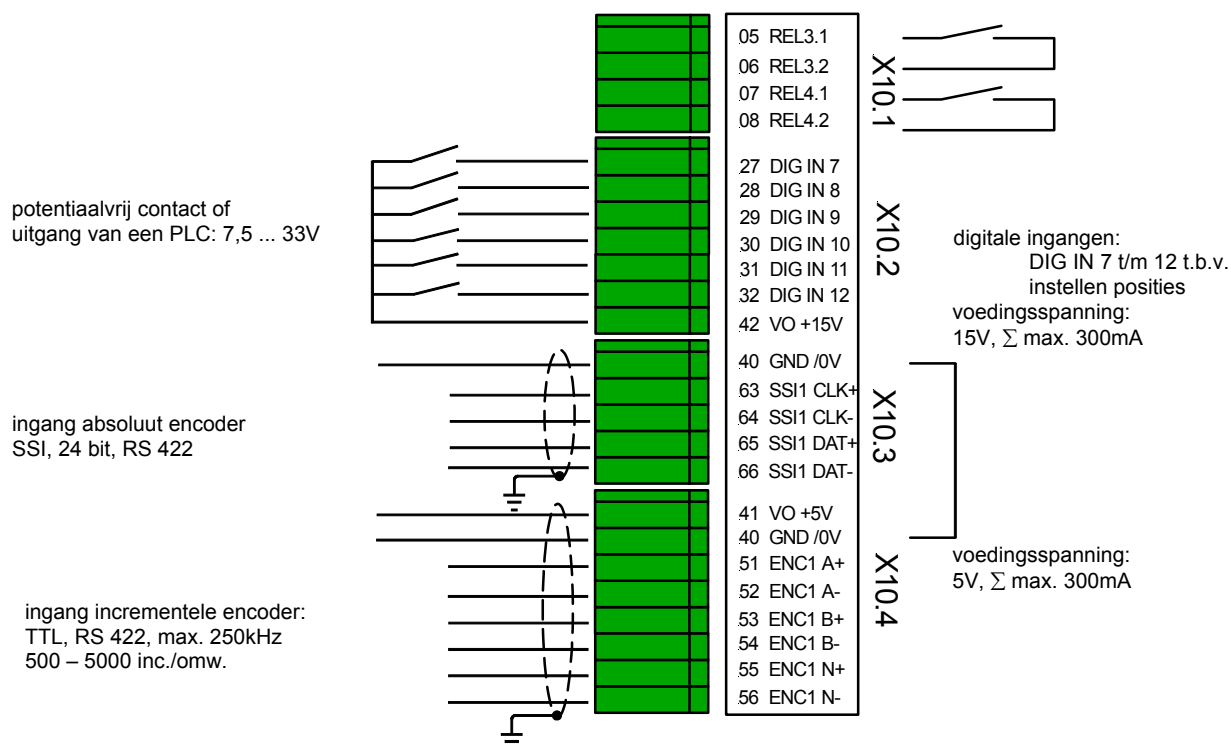 05 REL3.1
06 REL3.2
07 REL4.1
08 REL4.2
X10.1
potentiaalvrij contact of
uitgang van een PLC: 7,5 ... 33V
27 DIG IN 7
28 DIG IN 8
29 DIG IN 9
30 DIG IN 10
31 DIG IN 11
32 DIG IN 12
42 VO +15V
X10.2
digitale ingangen:
DIG IN 7 t/m 12 t.b.v.
instellen posities
voedingsspanning:
15V, ∑ max. 300mA
ingang absoluut encoder
SSI, 24 bit, RS 422
40 GND /0V
63 SSI1 CLK+
64 SSI1 CLK-
65 SSI1 DAT+
66 SSI1 DAT-
X10.3
ingang incrementele encoder:
TTL, RS 422, max. 250kHz
500 – 5000 inc./omw.
41 VO +5V
40 GND /0V
51 ENC1 A+
52 ENC1 A-
53 ENC1 B+
54 ENC1 B-
55 ENC1 N+
56 ENC1 N-
X10.4
voedingsspanning:
5V, ∑ max. 300mA